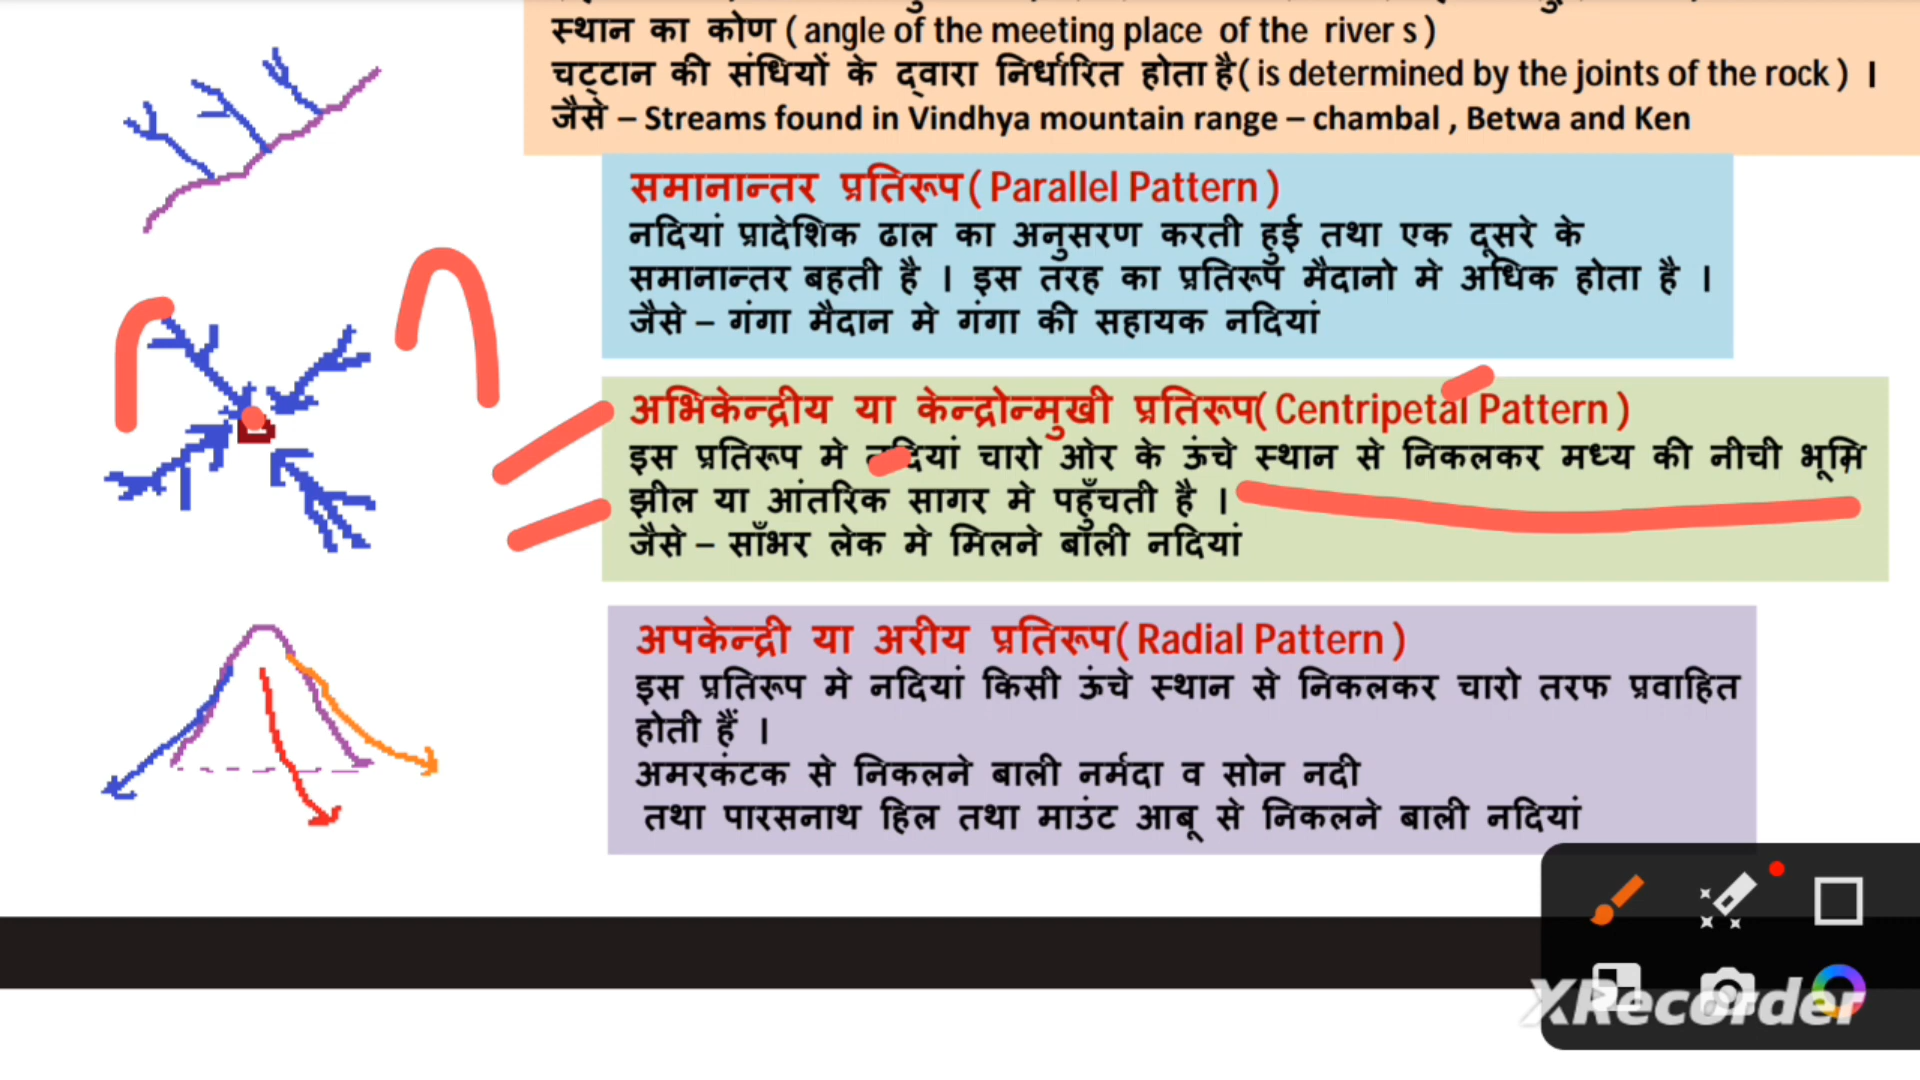 स्थान का कोण ( angle of the meeting place of the river s )
चट्टान की संधियों के द्वारा निर्धारित होता है( is determined by the joints of the rock ) ।
जैसे – Streams found in Vindhya mountain range – chambal , Betwa and Ken
समानान्तर प्रतिरूप( Parallel Pattern )
नदियां प्रादेशिक ढाल का अनुसरण करती हुई तथा एक दूसरे के
समानान्तर बहती है । इस तरह का प्रतिरूप मैदानो मे अधिक होता है ।
जैसे – गंगा मैदान मे गंगा की सहायक नदियां
अभिकेन्द्रीय या केन्द्रोन्मुखी प्रतिरूप( Centripetal Pattern )
इस प्रतिरूप मे नदियां चारो ओर के ऊंचे स्थान से निकलकर मध्य की नीची भूमि
झील या आंतरिक सागर मे पहुँचती है ।
जैसे – साँभर लेक मे मिलने बाली नदियां
अपकेन्द्री या अरीय प्रतिरूप( Radial Pattern )
इस प्रतिरूप मे नदियां किसी ऊंचे स्थान से निकलकर चारो तरफ प्रवाहित
होती हैं ।
अमरकंटक से निकलने बाली नर्मदा व सोन नदी
तथा पारसनाथ हिल तथा माउंट आबू से निकलने बाली नदियां
XRecorder